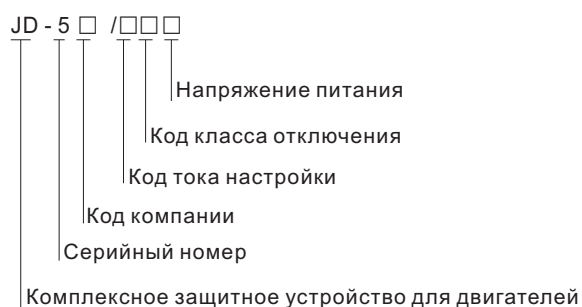 JD - 5 □ /□□□
Напряжение питания
Код класса отключения
Код тока настройки
Код компании
Серийный номер
Комплексное защитное устройство для двигателей